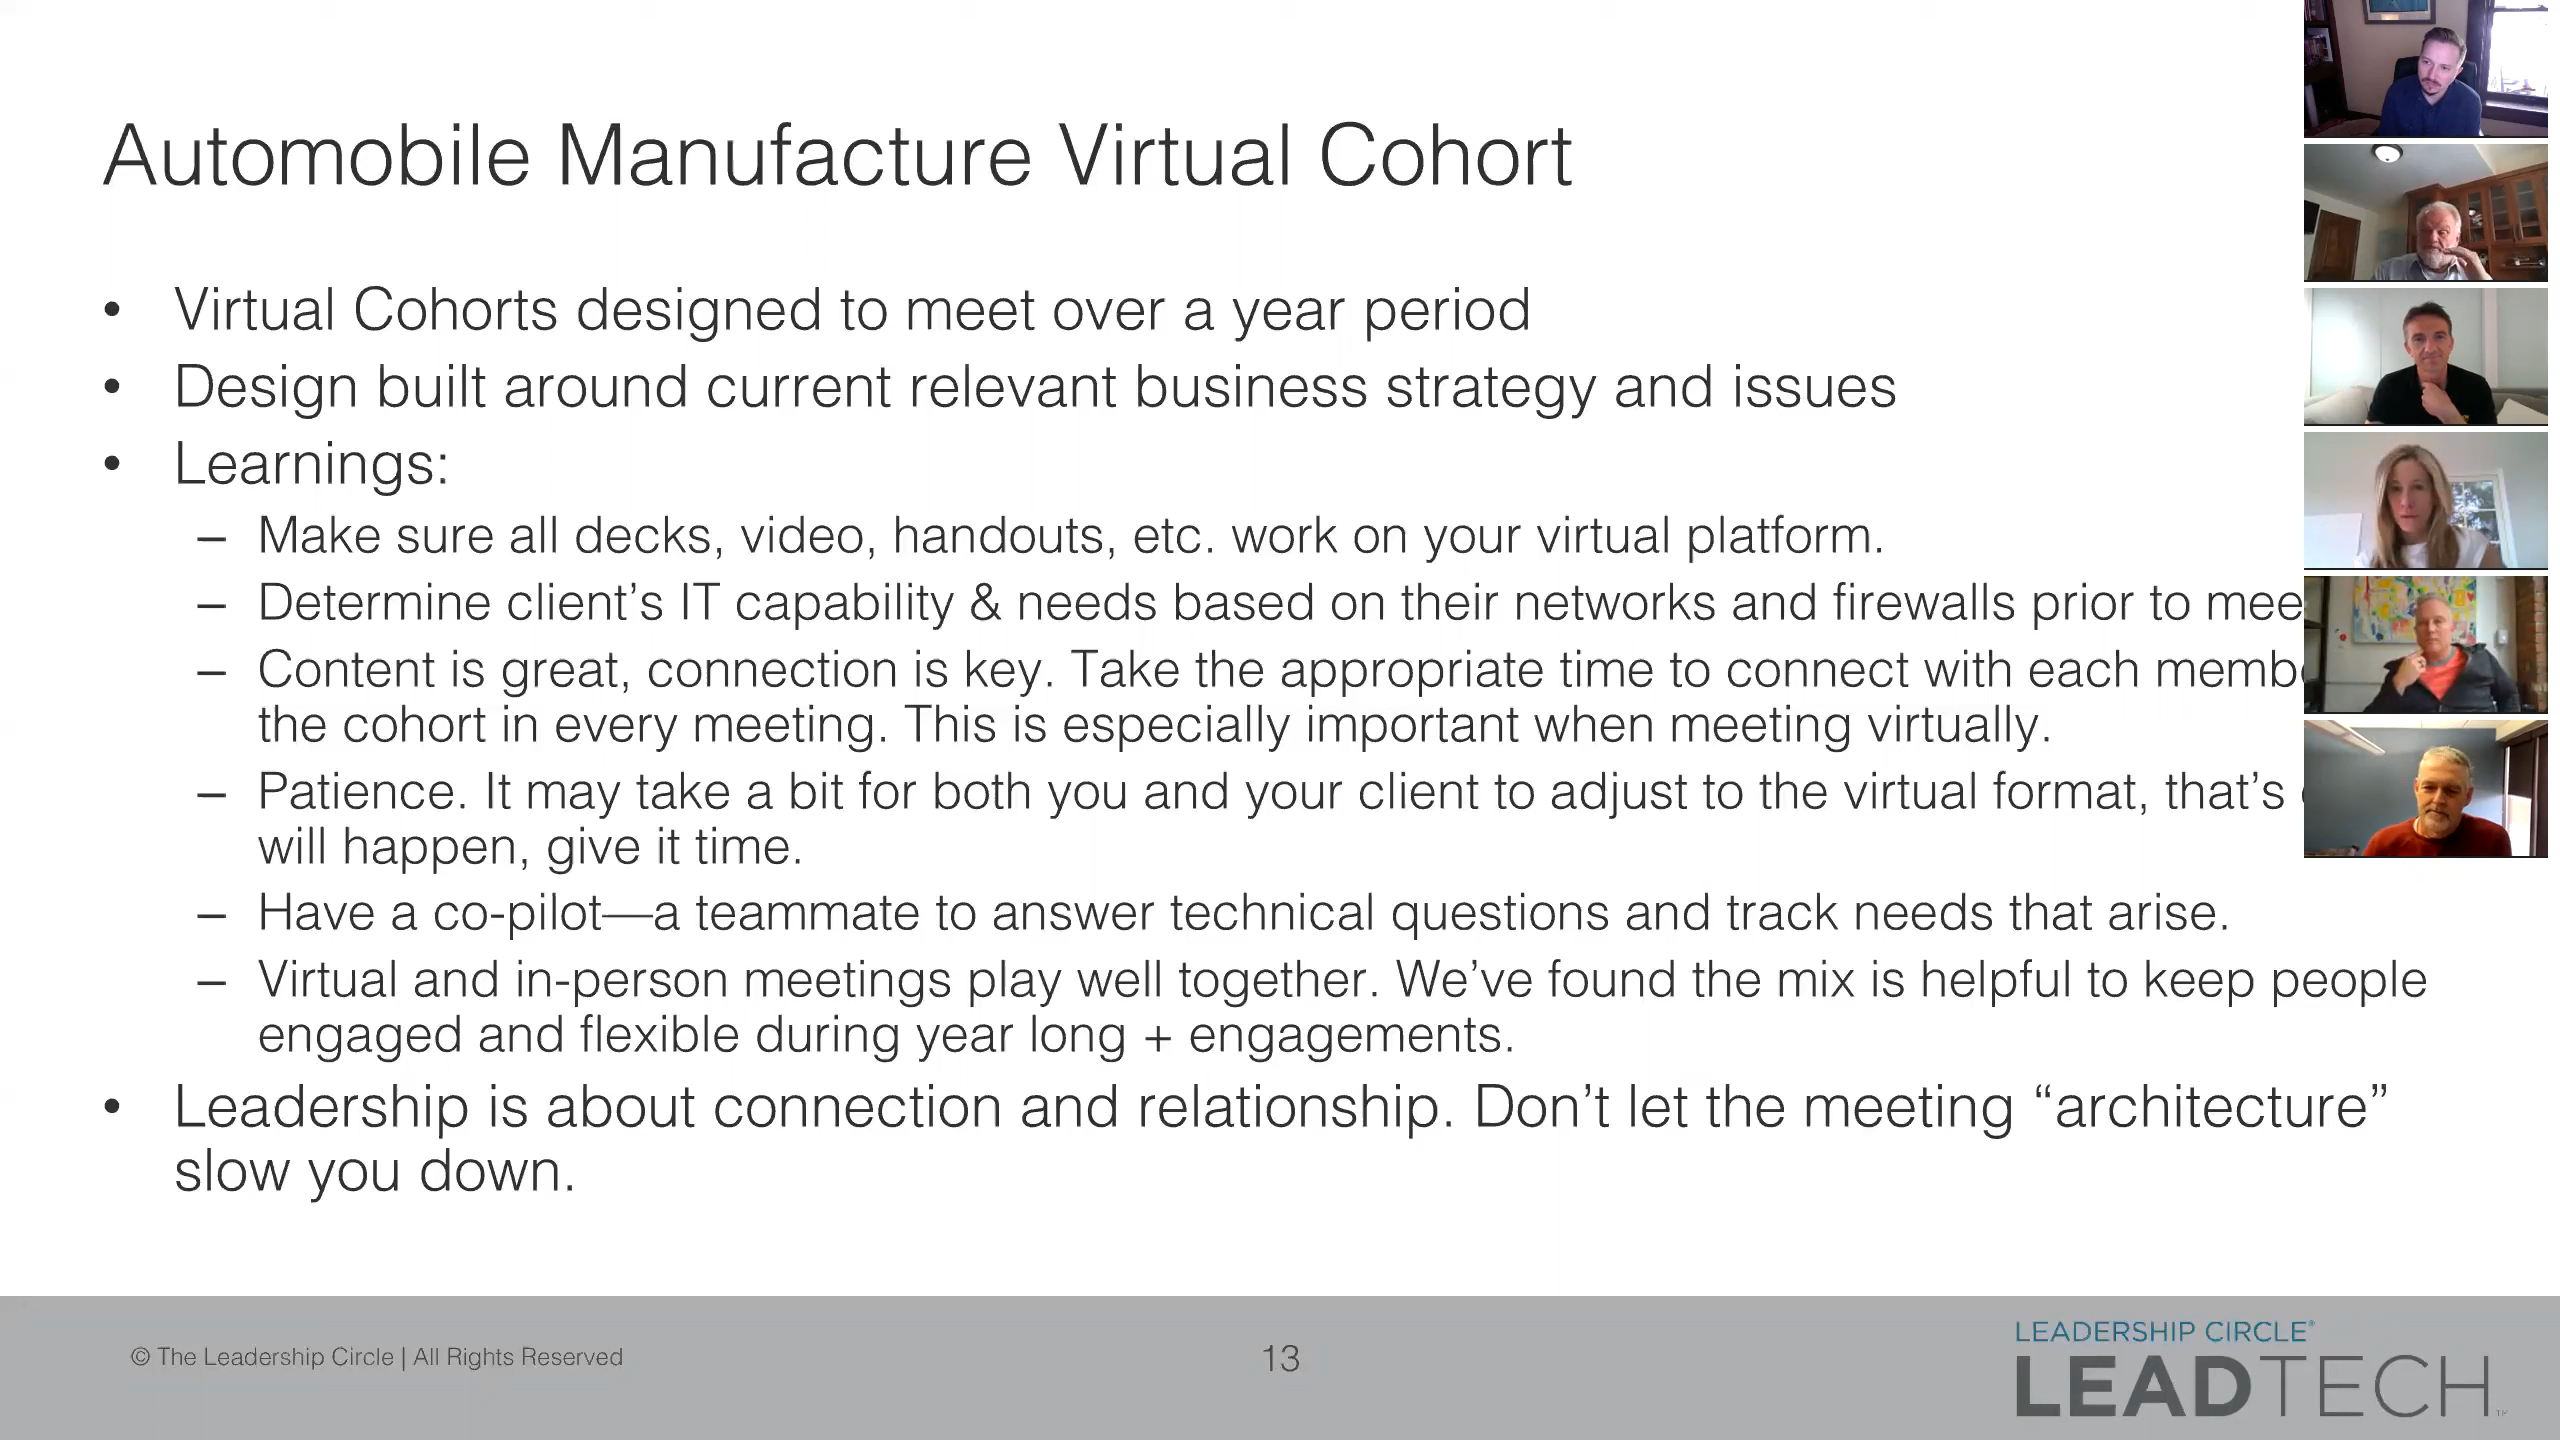 Automobile Manufacture Virtual Cohort
• Virtual Cohorts designed to meet over a year period
• Design built around current relevant business strategy and issues
• Learnings:
– Make sure all decks, video, handouts, etc. work on your virtual platform.
– Determine client’s IT capability & needs based on their networks and firewalls prior to
– Content is great, connection is key. Take the appropriate time to connect with each
the cohort in every meeting. This is especially important when meeting virtually.
– Patience. It may take a bit for both you and your client to adjust to the virtual format, that’s
will happen, give it time.
– Have a co-pilot—a teammate to answer technical questions and track needs that arise.
– Virtual and in-person meetings play well together. We’ve found the mix is helpful to keep people
engaged and flexible during year long + engagements.
• Leadership is about connection and relationship. Don’t let the meeting “architecture”
slow you down.
© The Leadership Circle | All Rights Reserved
13
LEADERSHIP CIRCLE®
LEADTECH™